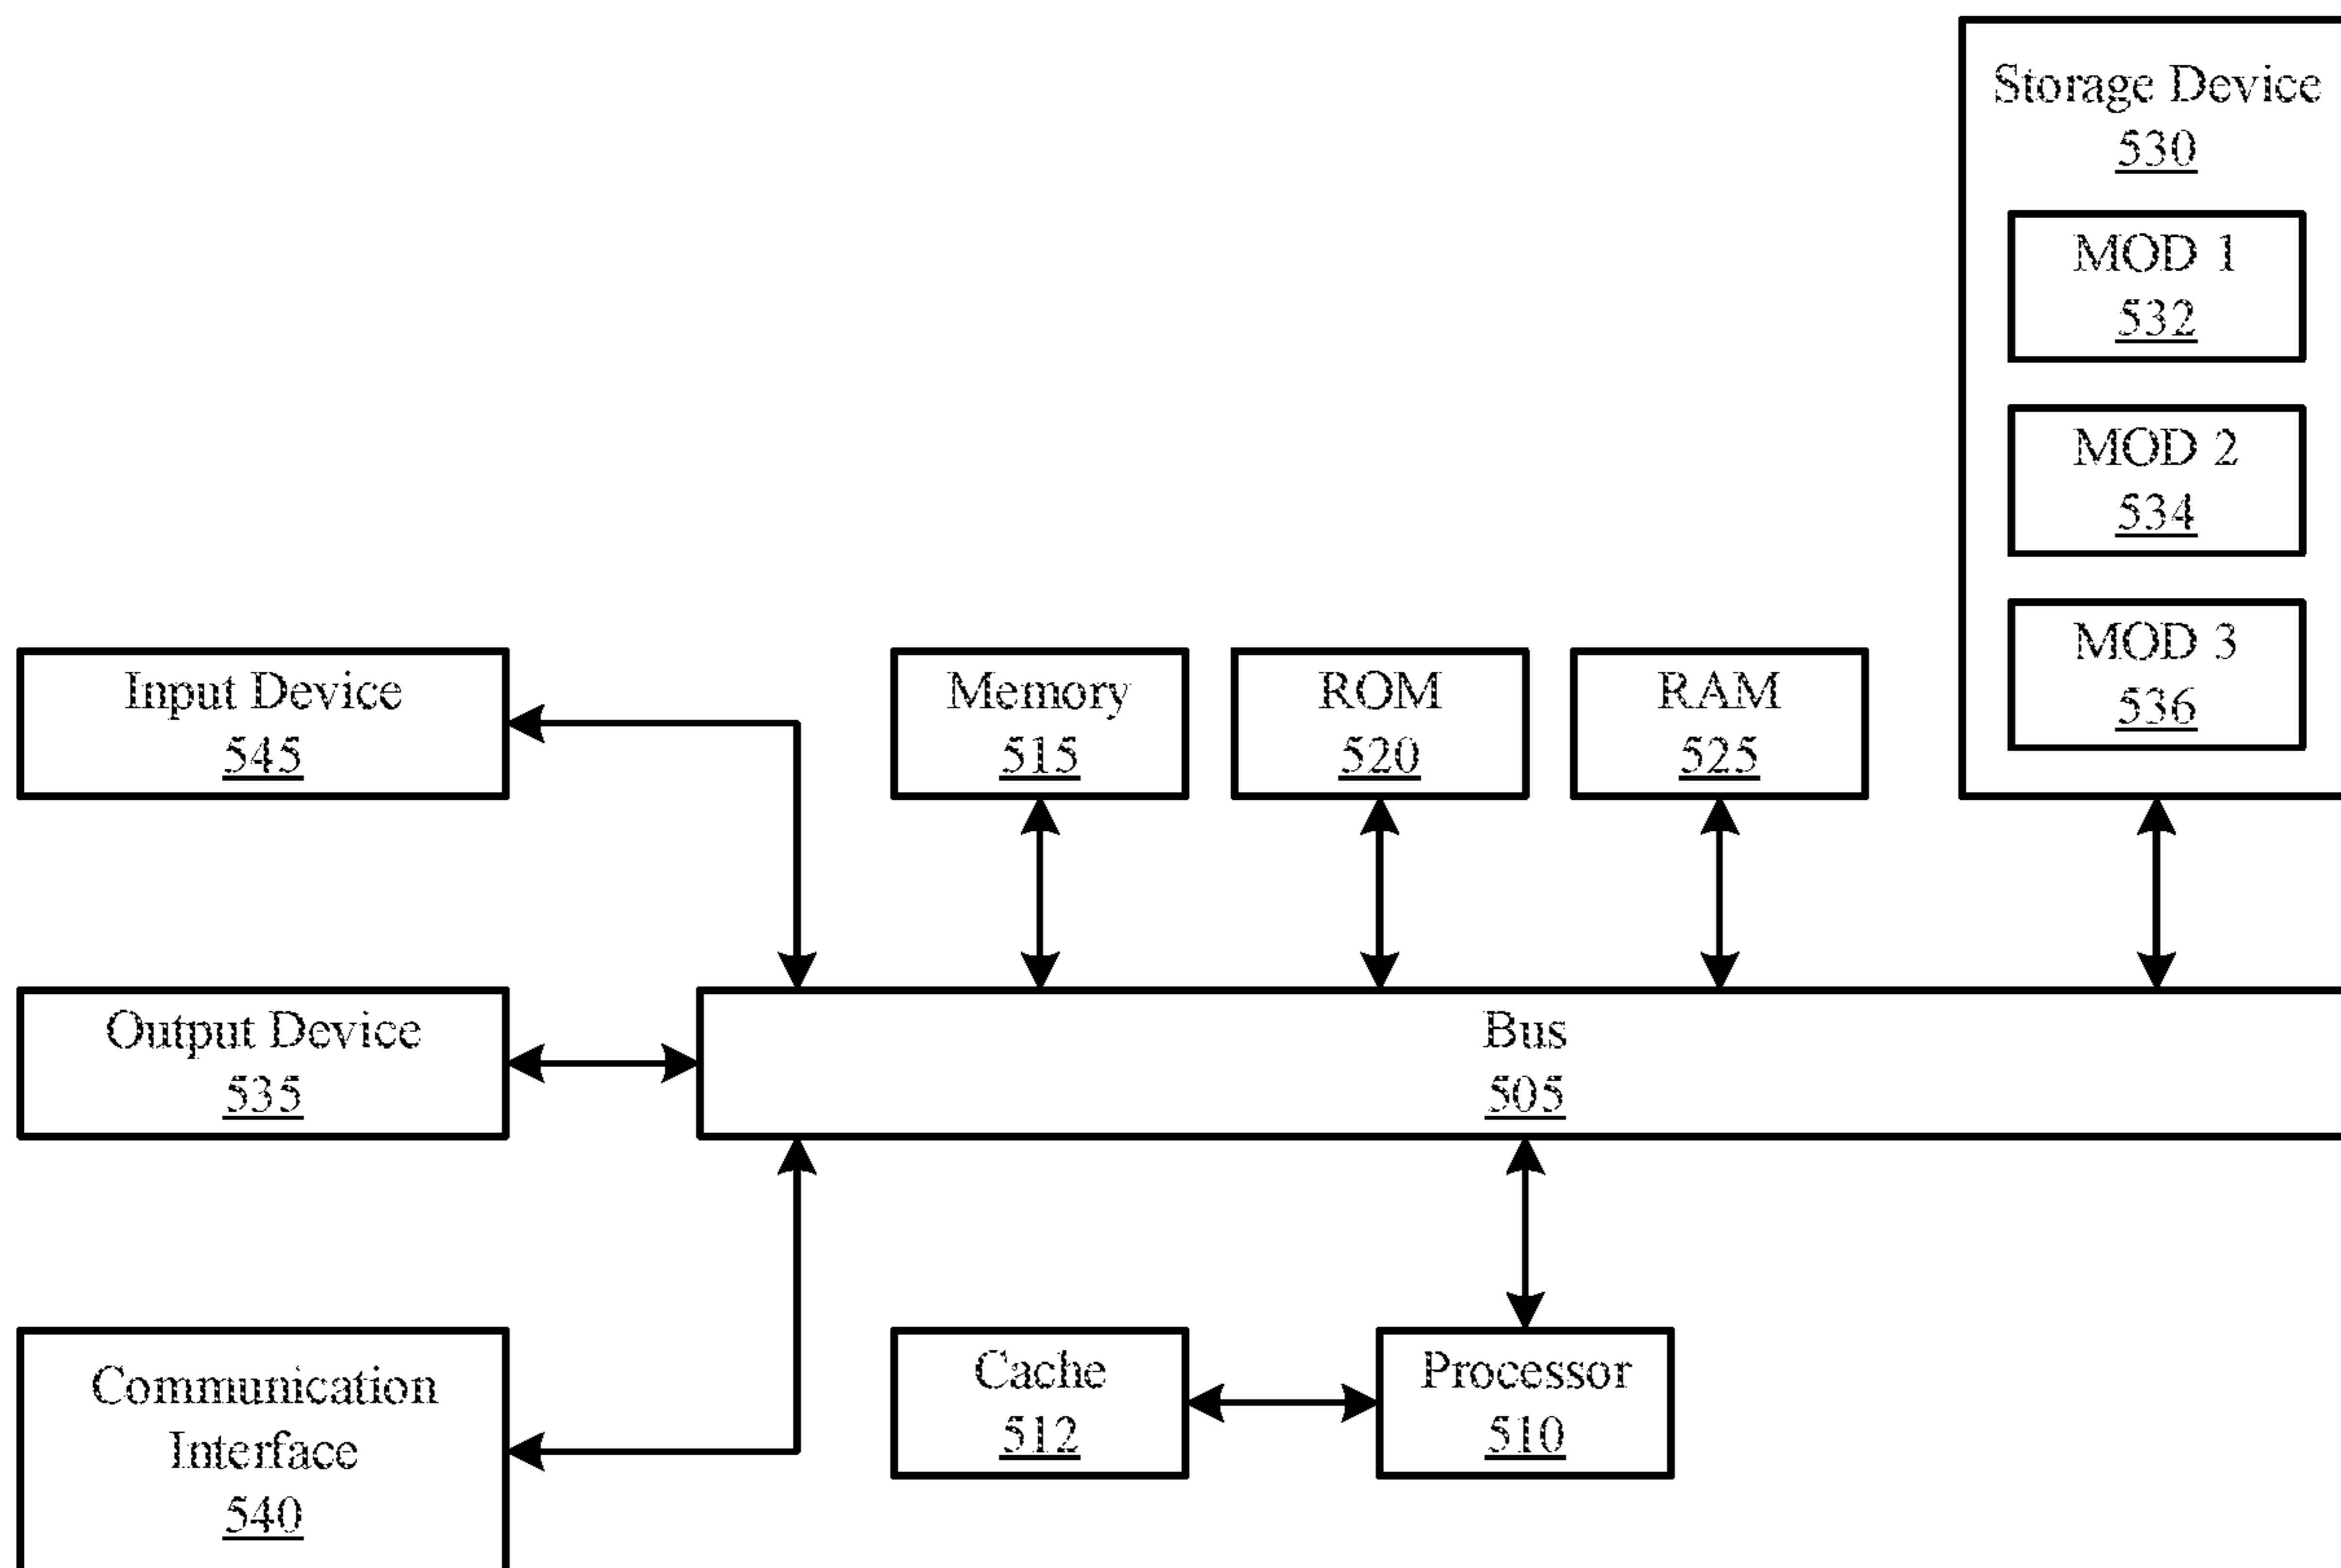 Storage Device
530
MOD 1
532
MOD 2
534
MOD 3
536
Input Device
545
Memory
515
ROM
520
RAM
525
Output Device
535
Bus
505
Communication
Interface
540
Cache
512
Processor
510